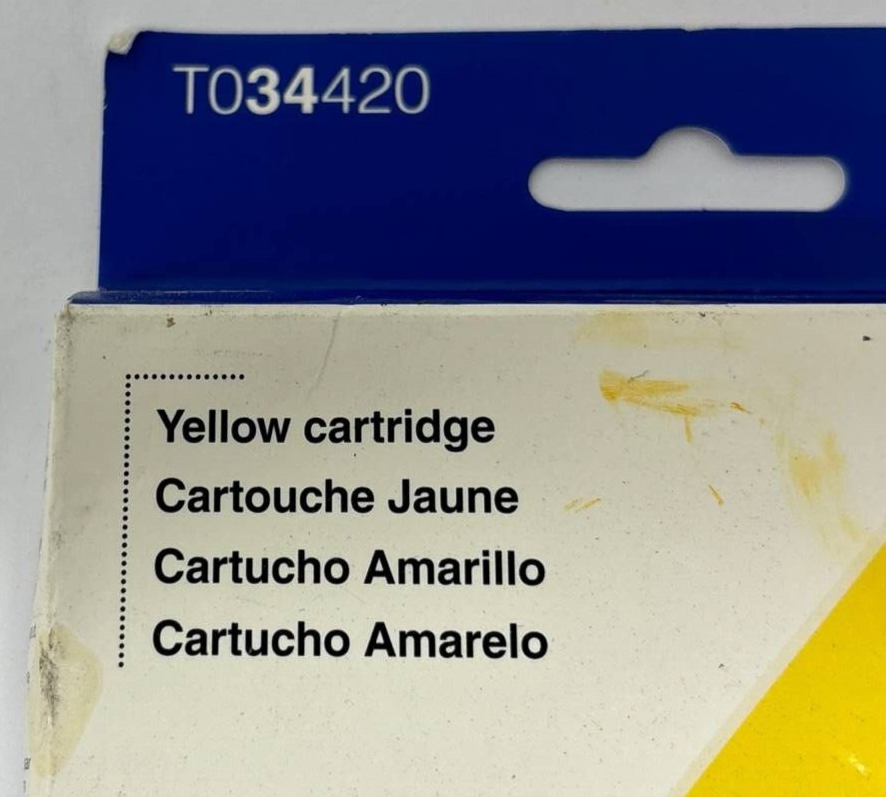 T034420
Yellow cartridge
Cartouche Jaune
Cartucho Amarillo
Cartucho Amarelo